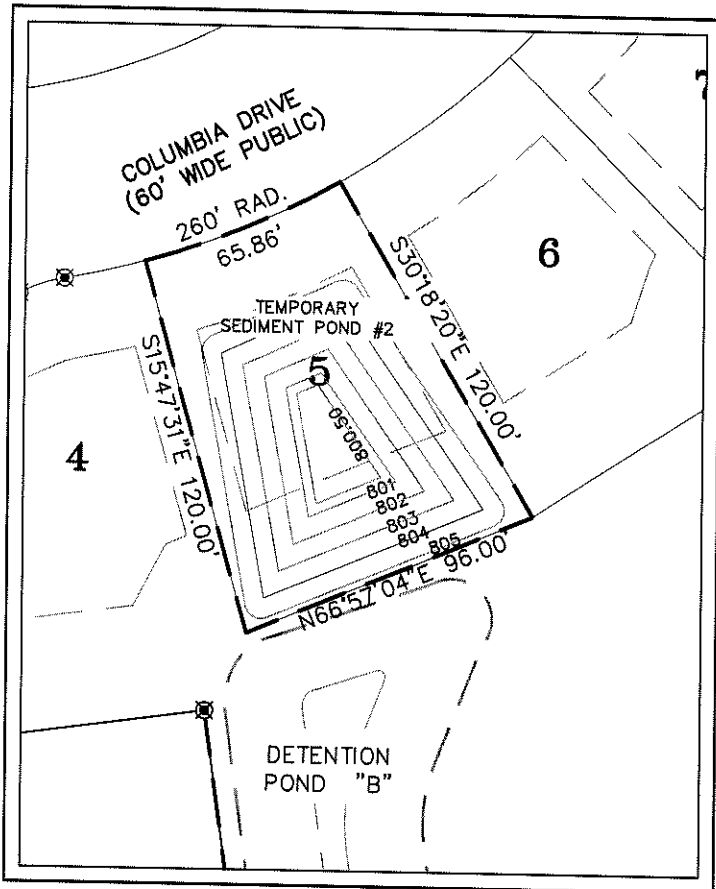 COLUMBIA DRIVE
(60' WIDE PUBLIC)
260' RAD.
65.86'
TEMPORARY
SEDIMENT POND #2
5
S30°18'20"E 120.00'
6
S15°47'31"E 120.00'
4
800.50
801
802
803
804
805
N66°57'04"E 96.00'
DETENTION
POND "B"